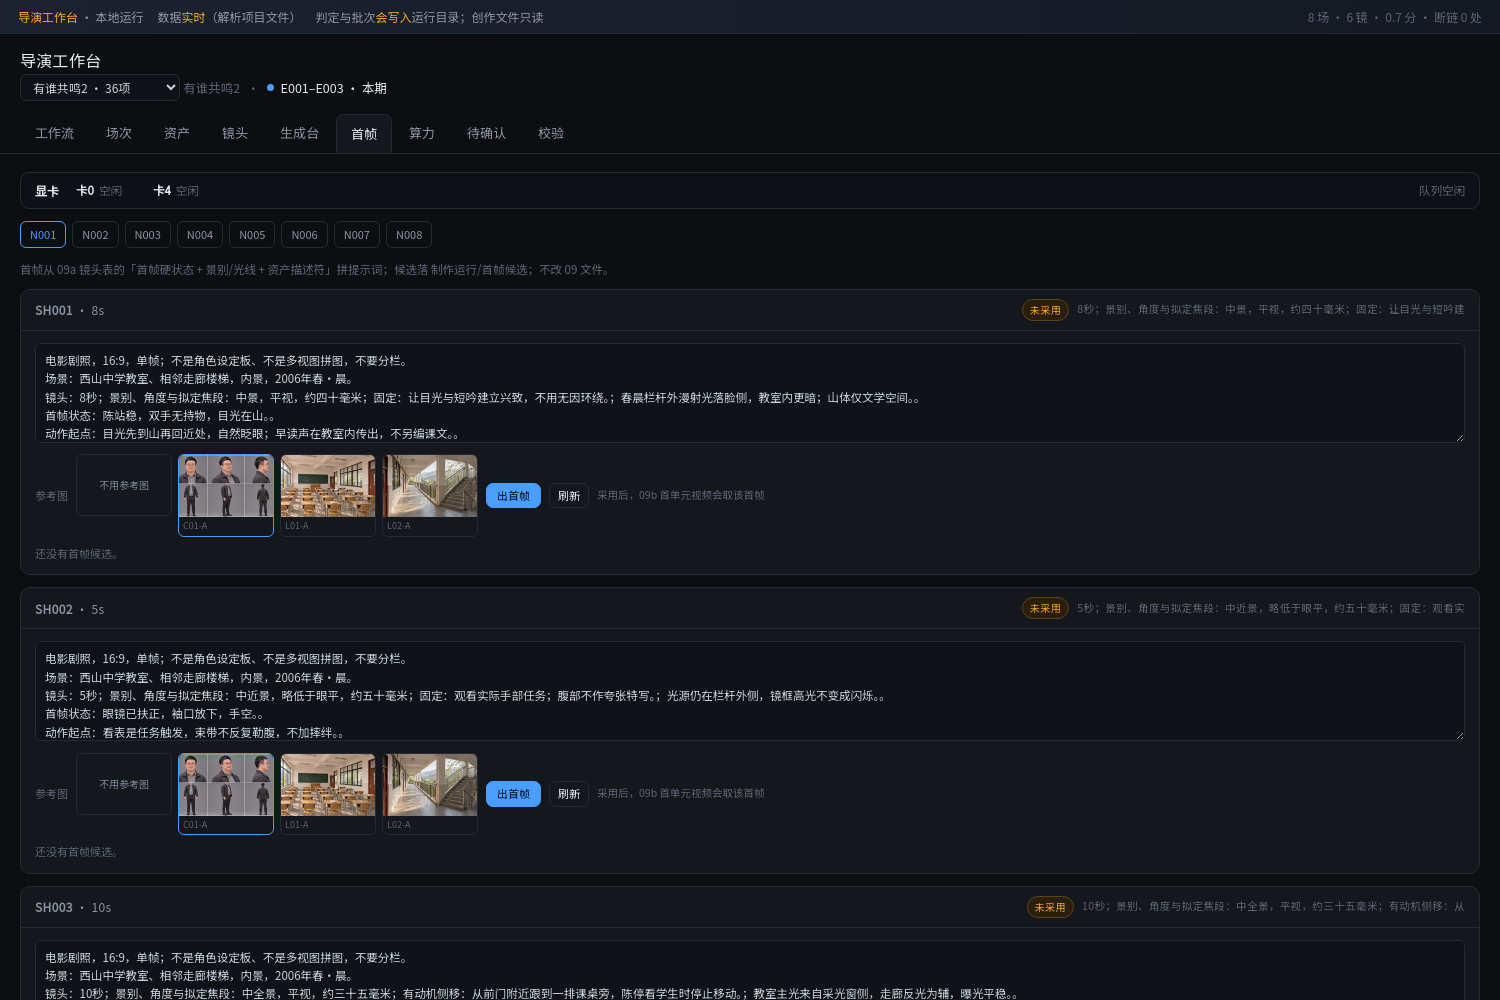 导演工作台 · 本地运行 数据实时（解析项目文件） 判定与批次会写入运行目录；创作文件只读 8 场 · 6 镜 · 0.7 分 · 断链 0 处
导演工作台
有谁共鸣2 · 36项 有谁共鸣2 · E001–E003 · 本期
工作流 场次 资产 镜头 生成台 首帧 算力 待确认 校验
显卡 卡0 空闲 卡4 空闲 队列空闲
N001 N002 N003 N004 N005 N006 N007 N008
首帧从 09a 镜头表的「首帧硬状态 + 景别/光线 + 资产描述符」拼提示词；候选落 制作运行/首帧候选；不改 09 文件。
SH001 · 8s 未采用 8秒；景别、角度与拟定焦段：中景，平视，约四十毫米；固定：让目光与短吟建
电影剧照，16:9，单帧；不是角色设定板、不是多视图拼图，不要分栏。
场景：西山中学教室、相邻走廊楼梯，内景，2006年春·晨。
镜头：8秒；景别、角度与拟定焦段：中景，平视，约四十毫米；固定：让目光与短吟建立兴致，不用无因环绕。；春晨栏杆外漫射光落脸侧，教室内更暗；山体仅文学空间。。
首帧状态：陈站稳，双手无持物，目光在山。。
动作起点：目光先到山再回近处，自然眨眼；早读声在教室内传出，不另编课文。。
参考图 不用参考图 C01-A L01-A L02-A 出首帧 刷新 采用后，09b 首单元视频会取该首帧
还没有首帧候选。
SH002 · 5s 未采用 5秒；景别、角度与拟定焦段：中近景，略低于眼平，约五十毫米；固定：观看实
电影剧照，16:9，单帧；不是角色设定板、不是多视图拼图，不要分栏。
场景：西山中学教室、相邻走廊楼梯，内景，2006年春·晨。
镜头：5秒；景别、角度与拟定焦段：中近景，略低于眼平，约五十毫米；固定：观看实际手部任务；腹部不作夸张特写。；光源仍在栏杆外侧，镜框高光不变成闪烁。。
首帧状态：眼镜已扶正，袖口放下，手空。。
动作起点：看表是任务触发，束带不反复勒腹，不加摔绊。。
参考图 不用参考图 C01-A L01-A L02-A 出首帧 刷新 采用后，09b 首单元视频会取该首帧
还没有首帧候选。
SH003 · 10s 未采用 10秒；景别、角度与拟定焦段：中全景，平视，约三十五毫米；有动机侧移：从
电影剧照，16:9，单帧；不是角色设定板、不是多视图拼图，不要分栏。
场景：西山中学教室、相邻走廊楼梯，内景，2006年春·晨。
镜头：10秒；景别、角度与拟定焦段：中全景，平视，约三十五毫米；有动机侧移：从前门附近跟到一排课桌旁，陈停看学生时停止移动。；教室主光来自采光窗侧，走廊反光为辅，曝光平稳。。